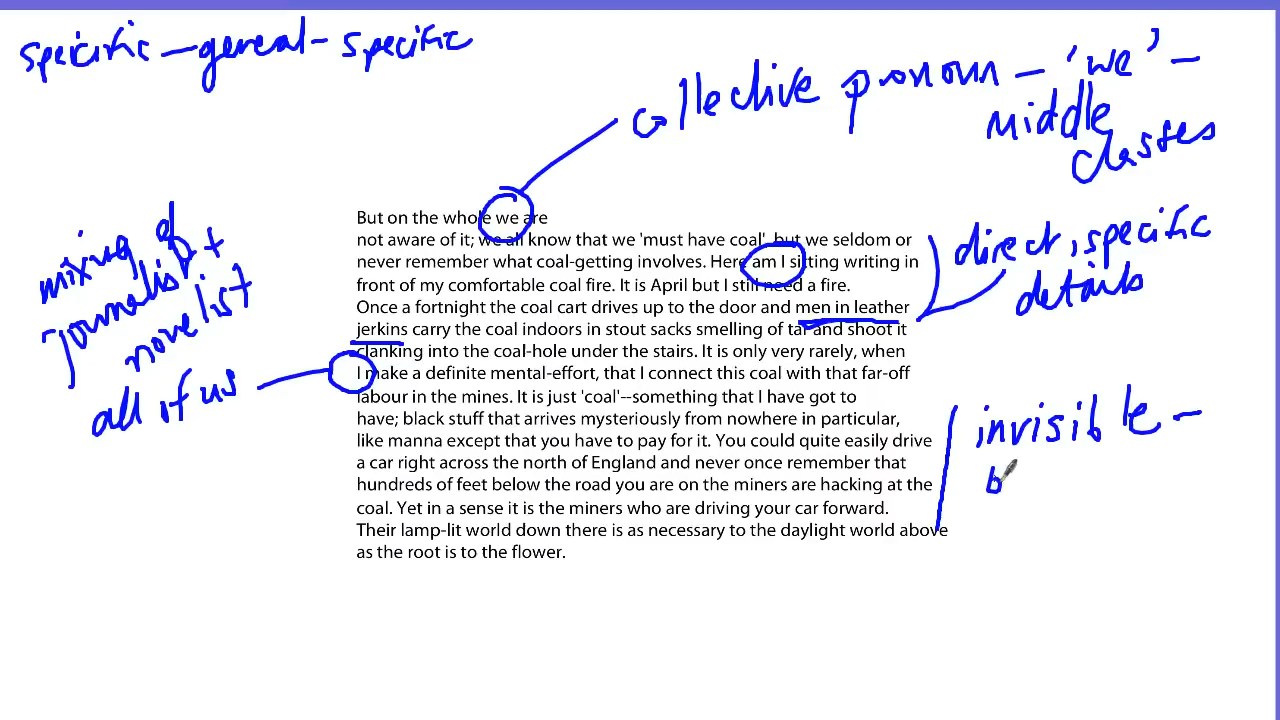 specific - general - specific
collective pronoun - 'we' -
middle
classes
mixing of
journalist +
novelist
all of us
direct, specific
details
invisible -
b
But on the whole we are
not aware of it; we all know that we 'must have coal', but we seldom or
never remember what coal-getting involves. Here am I sitting writing in
front of my comfortable coal fire. It is April but I still need a fire.
Once a fortnight the coal cart drives up to the door and men in leather
jerkins carry the coal indoors in stout sacks smelling of tar and shoot it
clanking into the coal-hole under the stairs. It is only very rarely, when
I make a definite mental-effort, that I connect this coal with that far-off
labour in the mines. It is just 'coal'--something that I have got to
have; black stuff that arrives mysteriously from nowhere in particular,
like manna except that you have to pay for it. You could quite easily drive
a car right across the north of England and never once remember that
hundreds of feet below the road you are on the miners are hacking at the
coal. Yet in a sense it is the miners who are driving your car forward.
Their lamp-lit world down there is as necessary to the daylight world above
as the root is to the flower.